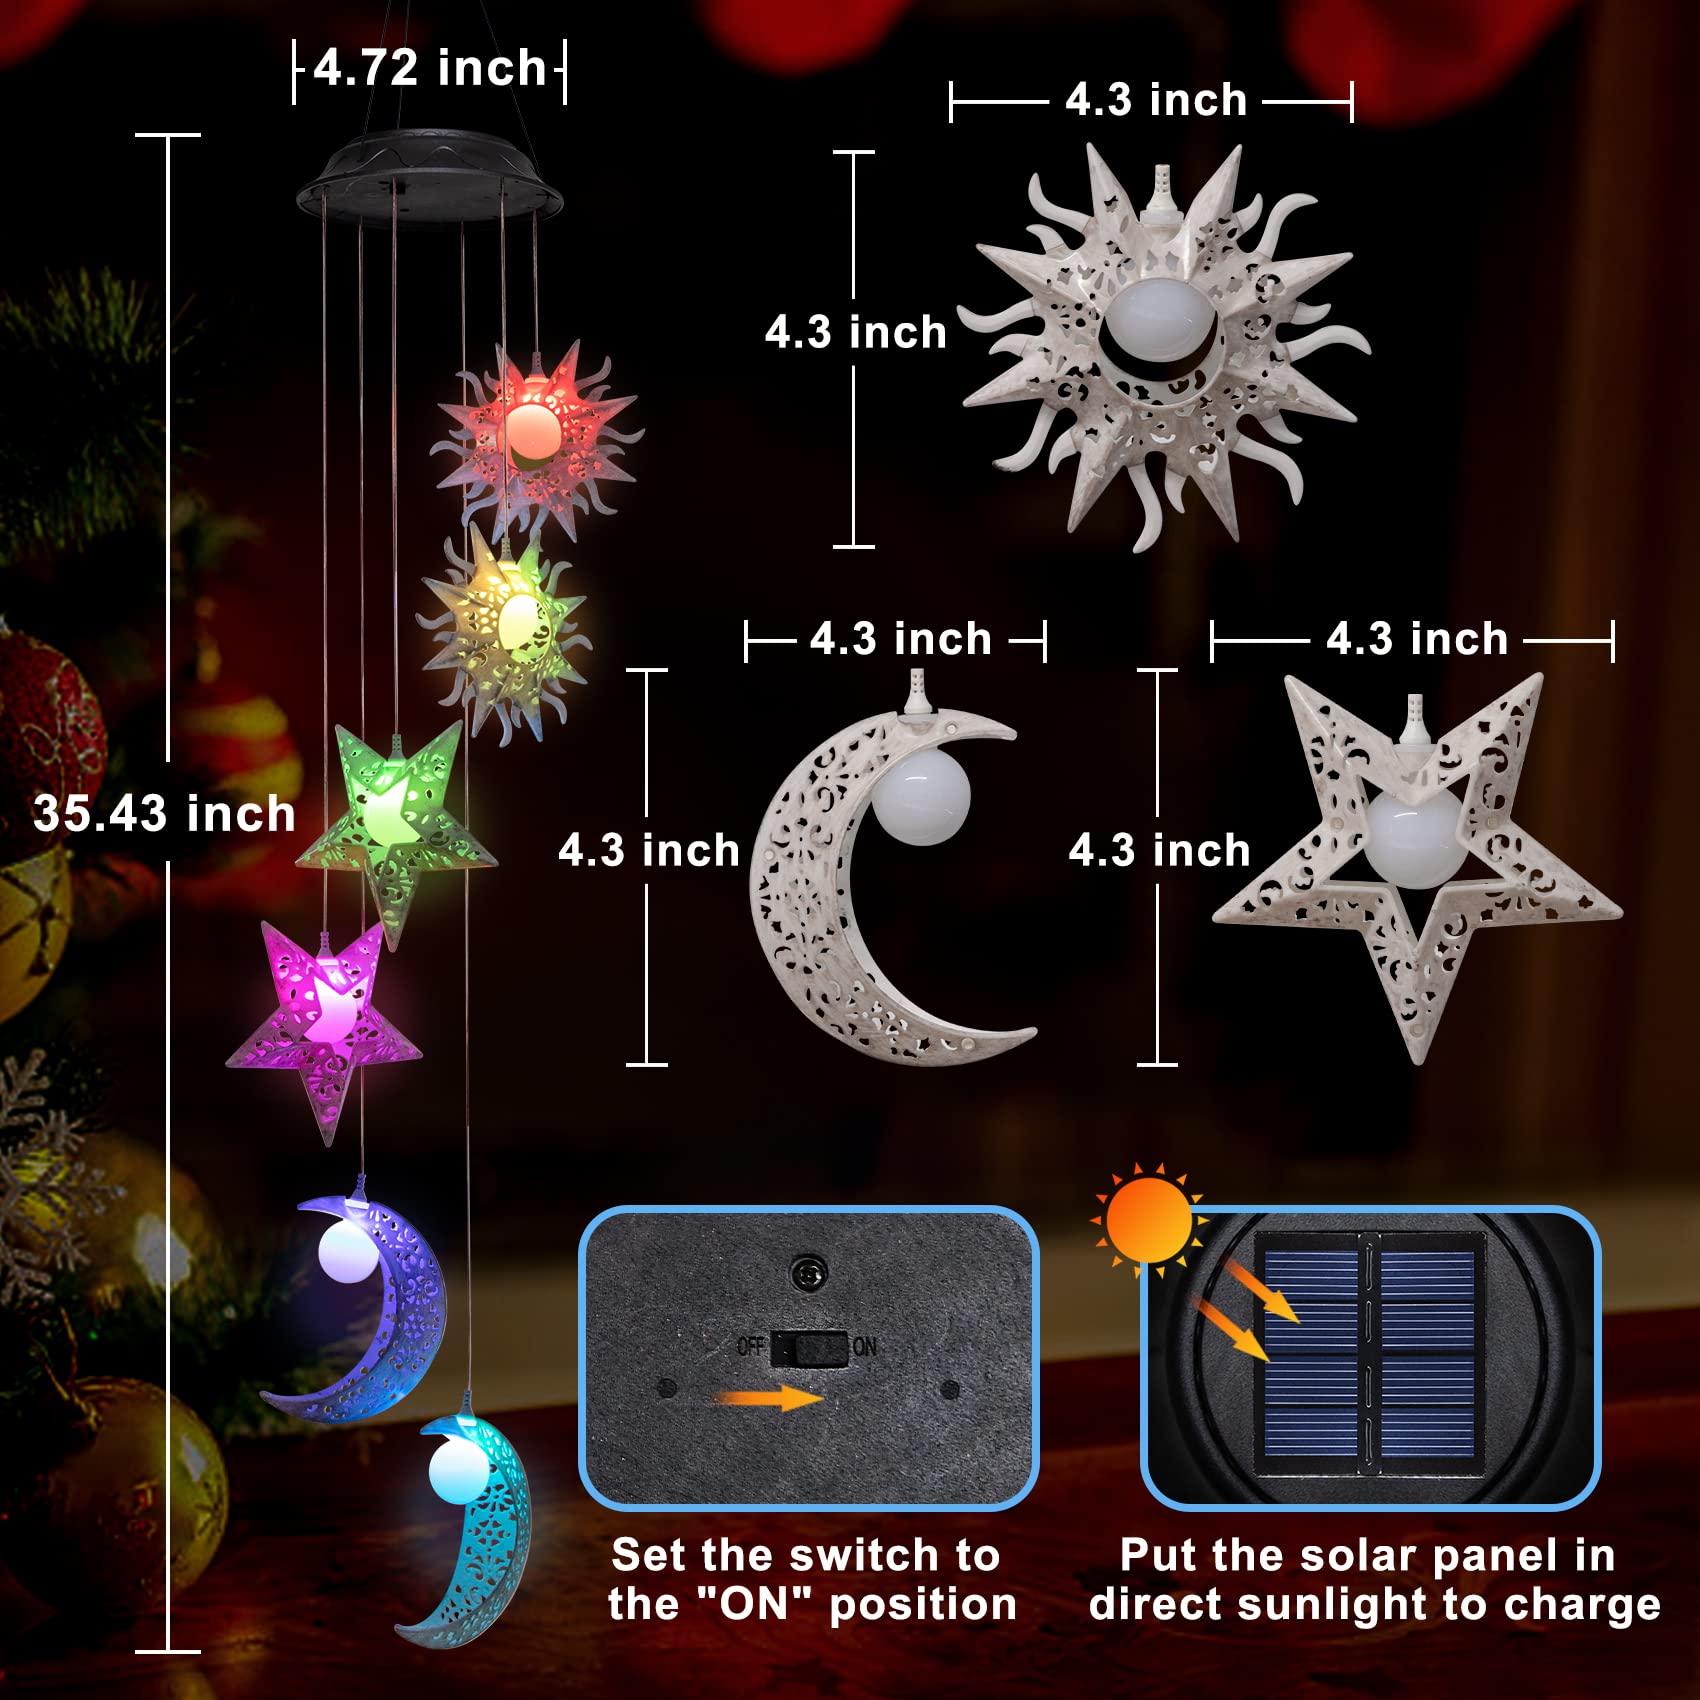 4.72 inch
4.3 inch
4.3 inch
35.43 inch
4.3 inch
4.3 inch
4.3 inch
4.3 inch
OFF ON
Set the switch to
the "ON" position
Put the solar panel in
direct sunlight to charge